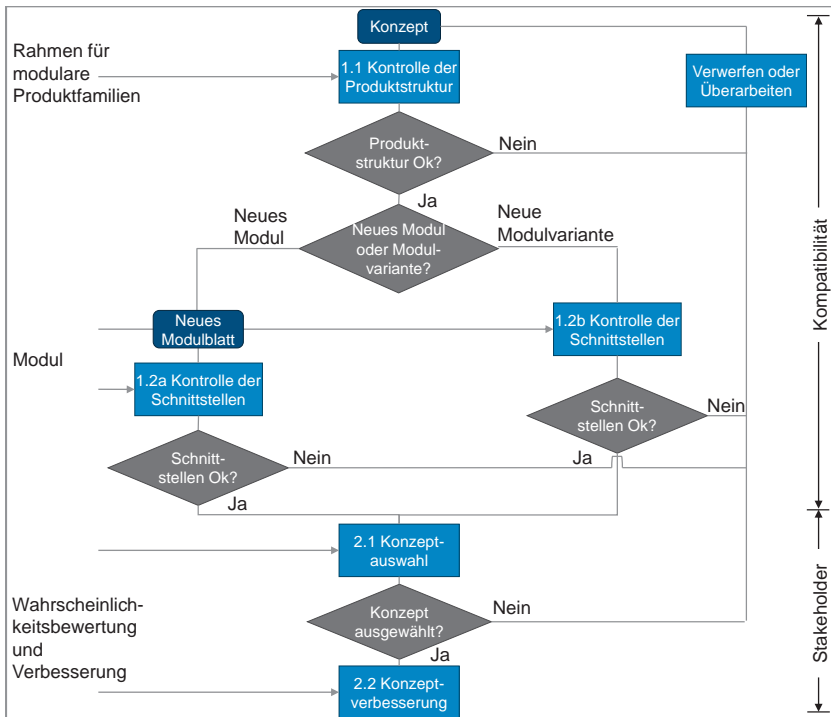 Konzept
Rahmen für
modulare
Produktfamilien
1.1 Kontrolle der
Produktstruktur
Verwerfen oder
Überarbeiten
Produkt-
struktur Ok?
Nein
Ja
Neues
Modul
Neues Modul
oder Modul-
variante?
Neue
Modulvariante
Kompatibilität
Neues
Modulblatt
1.2b Kontrolle der
Schnittstellen
Modul
1.2a Kontrolle der
Schnittstellen
Schnitt-
stellen Ok?
Nein
Schnitt-
stellen Ok?
Nein
Ja
Ja
2.1 Konzept-
auswahl
Stakeholder
Wahrscheinlich-
keitsbewertung
und
Verbesserung
Konzept
ausgewählt?
Nein
Ja
2.2 Konzept-
verbesserung